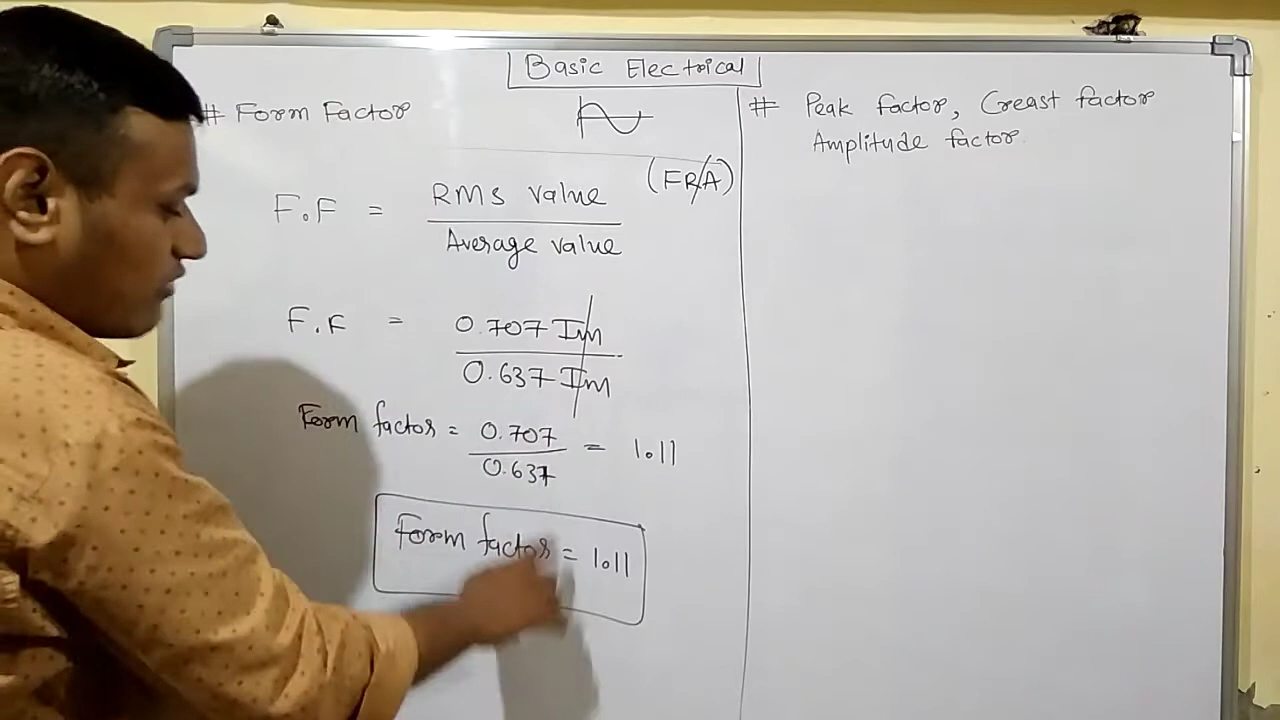 Basic Electrical
# Form Factor
F.F = RMS value / Average value (FR/A)
F.F = 0.707 Im / 0.637 Im
Form factor = 0.707 / 0.637 = 1.11
Form factor = 1.11
# Peak factor, Creast factor
Amplitude factor